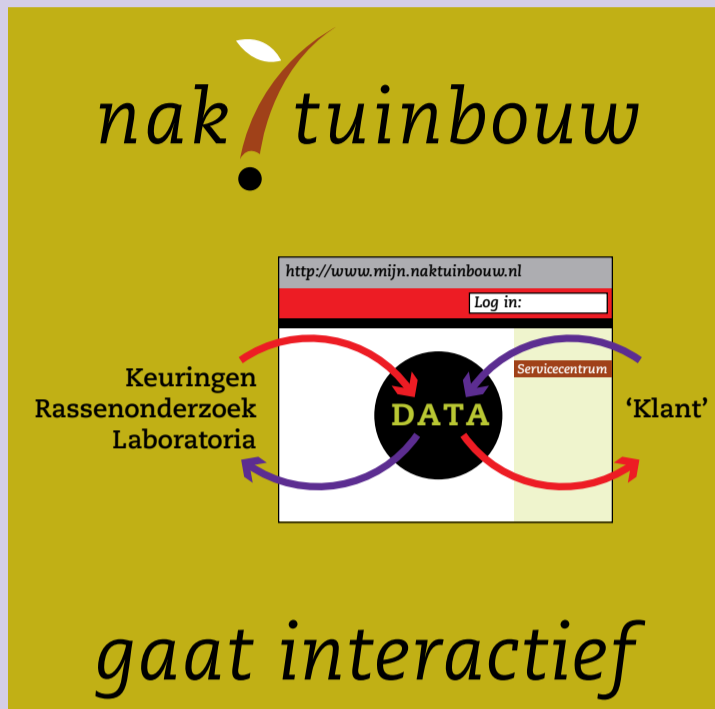 nak tuinbouw
http://www.mijn.naktuinbouw.nl
Log in:
Servicecentrum
Keuringen
Rassenonderzoek
Laboratoria
DATA
‘Klant’
gaat interactief